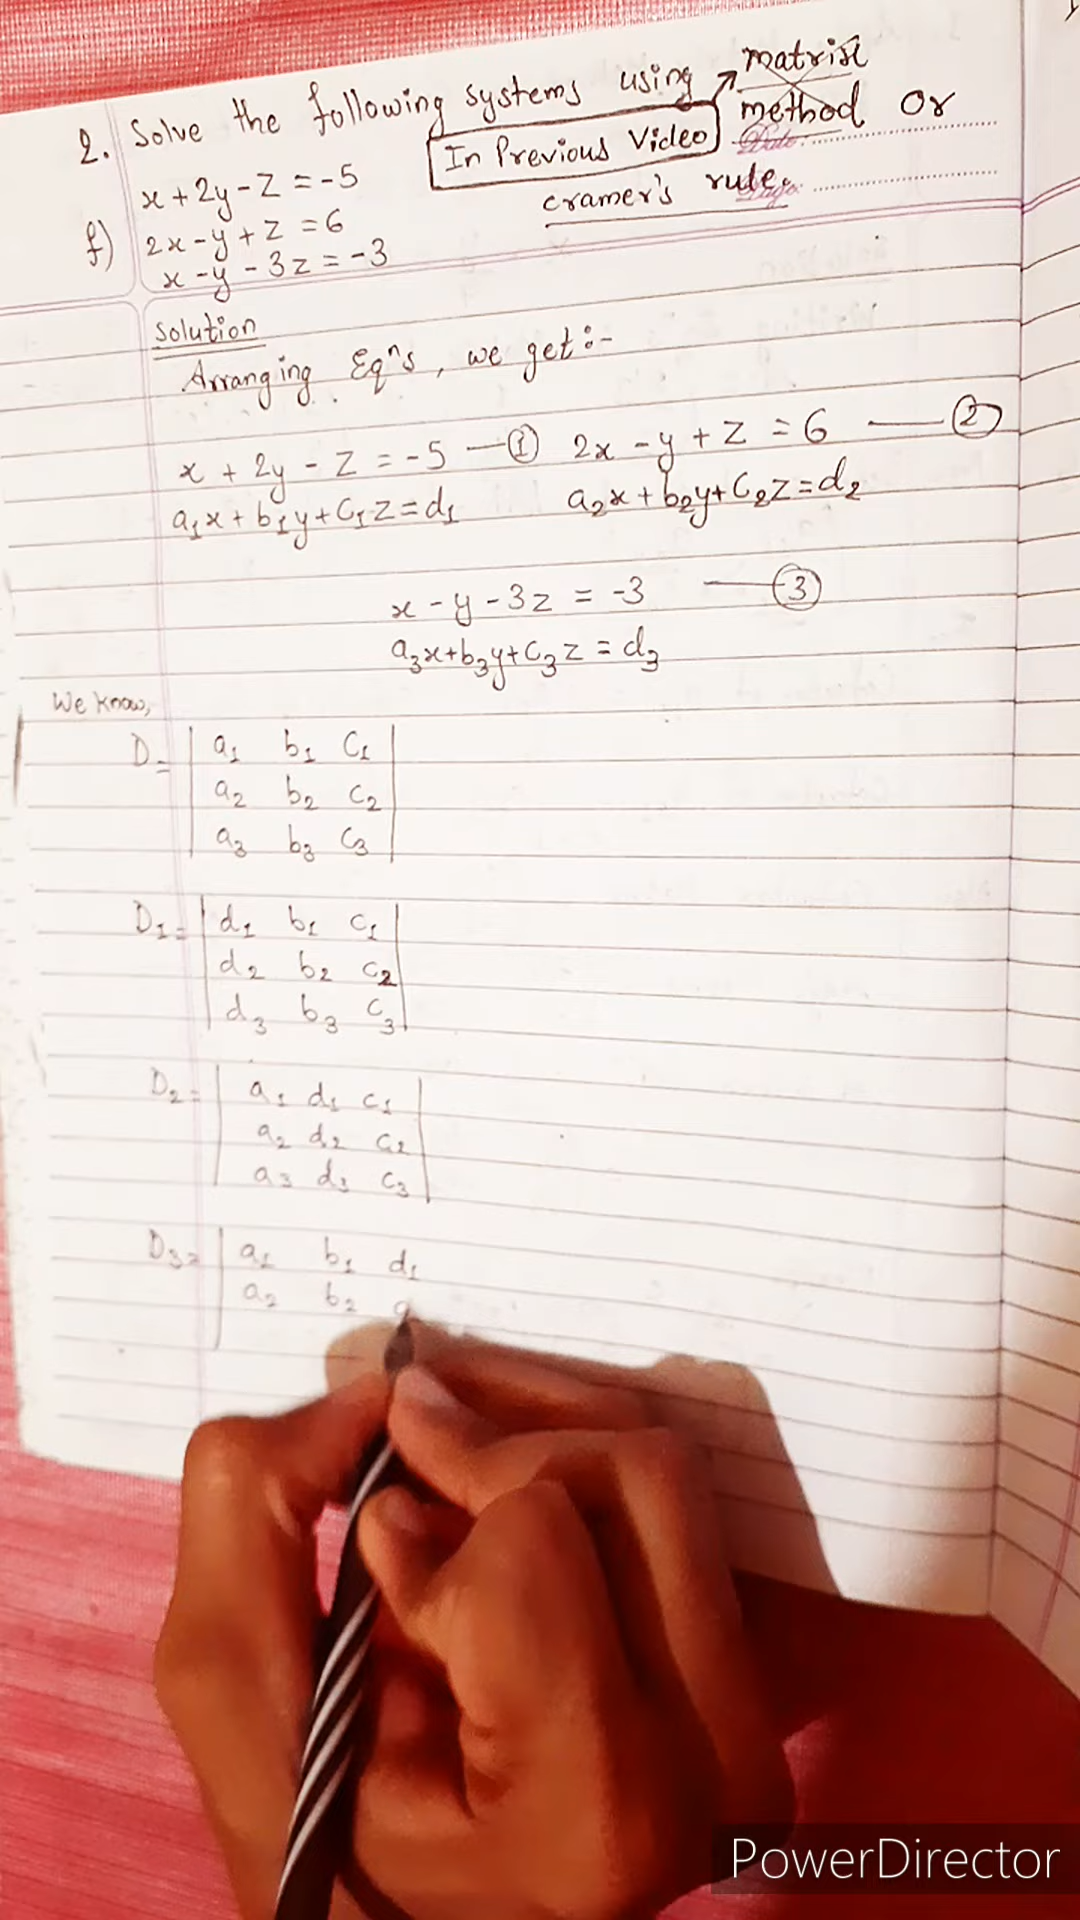 2. Solve the following systems using matrix
method Or
In Previous Video
cramer's rule.
Date:
Page:
x + 2y - z = -5
f) 2x - y + z = 6
x - y - 3z = -3
Solution
Arranging Eqⁿs, we get :-
x + 2y - z = -5 — ① 2x - y + z = 6 — ②
a₁x + b₁y + c₁z = d₁ a₂x + b₂y + c₂z = d₂
x - y - 3z = -3 — ③
a₃x + b₃y + c₃z = d₃
We know,
D = | a₁ b₁ c₁ |
a₂ b₂ c₂
a₃ b₃ c₃
D₁ = | d₁ b₁ c₁ |
d₂ b₂ c₂
d₃ b₃ c₃
D₂ = | a₁ d₁ c₁ |
a₂ d₂ c₂
a₃ d₃ c₃
D₃ = | a₁ b₁ d₁
a₂ b₂
PowerDirector